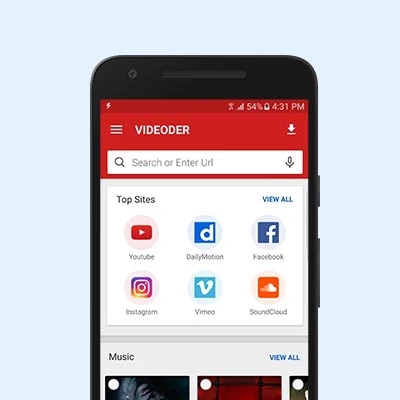 54% 4:31 PM
VIDEODER
Search or Enter Url
Top Sites VIEW ALL
Youtube DailyMotion Facebook
Instagram Vimeo SoundCloud
Music VIEW ALL